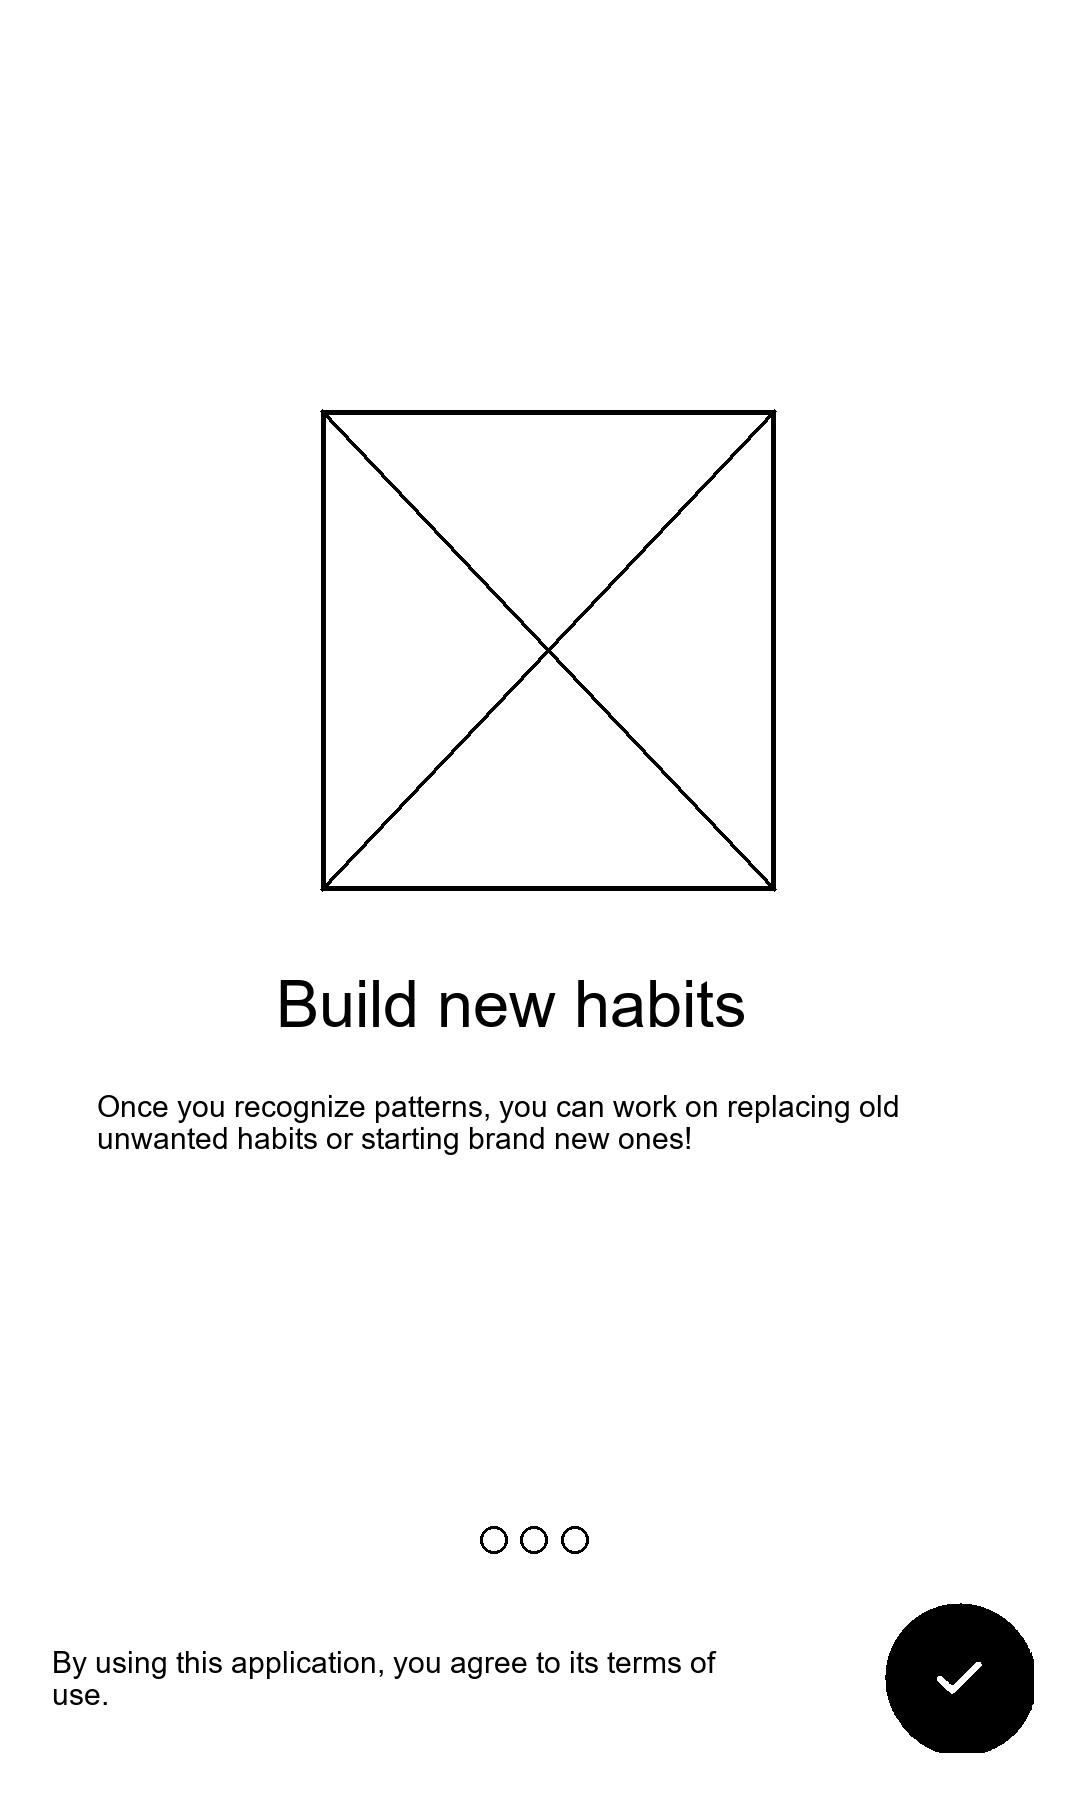 Build new habits
Once you recognize patterns, you can work on replacing old
unwanted habits or starting brand new ones!
By using this application, you agree to its terms of
use.